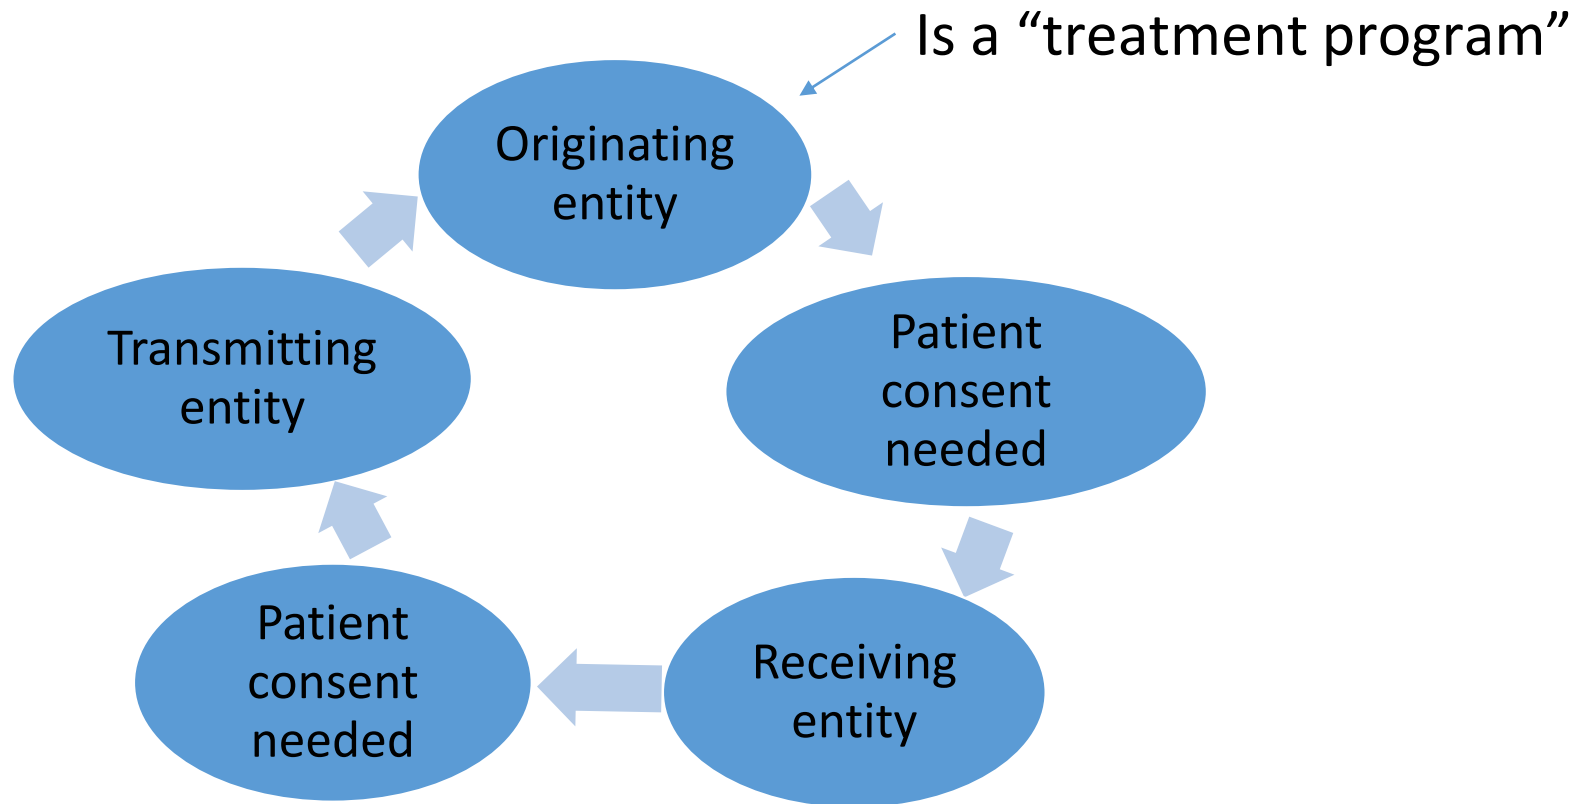 Is a “treatment program”
Originating
entity
Patient
consent
needed
Receiving
entity
Patient
consent
needed
Transmitting
entity